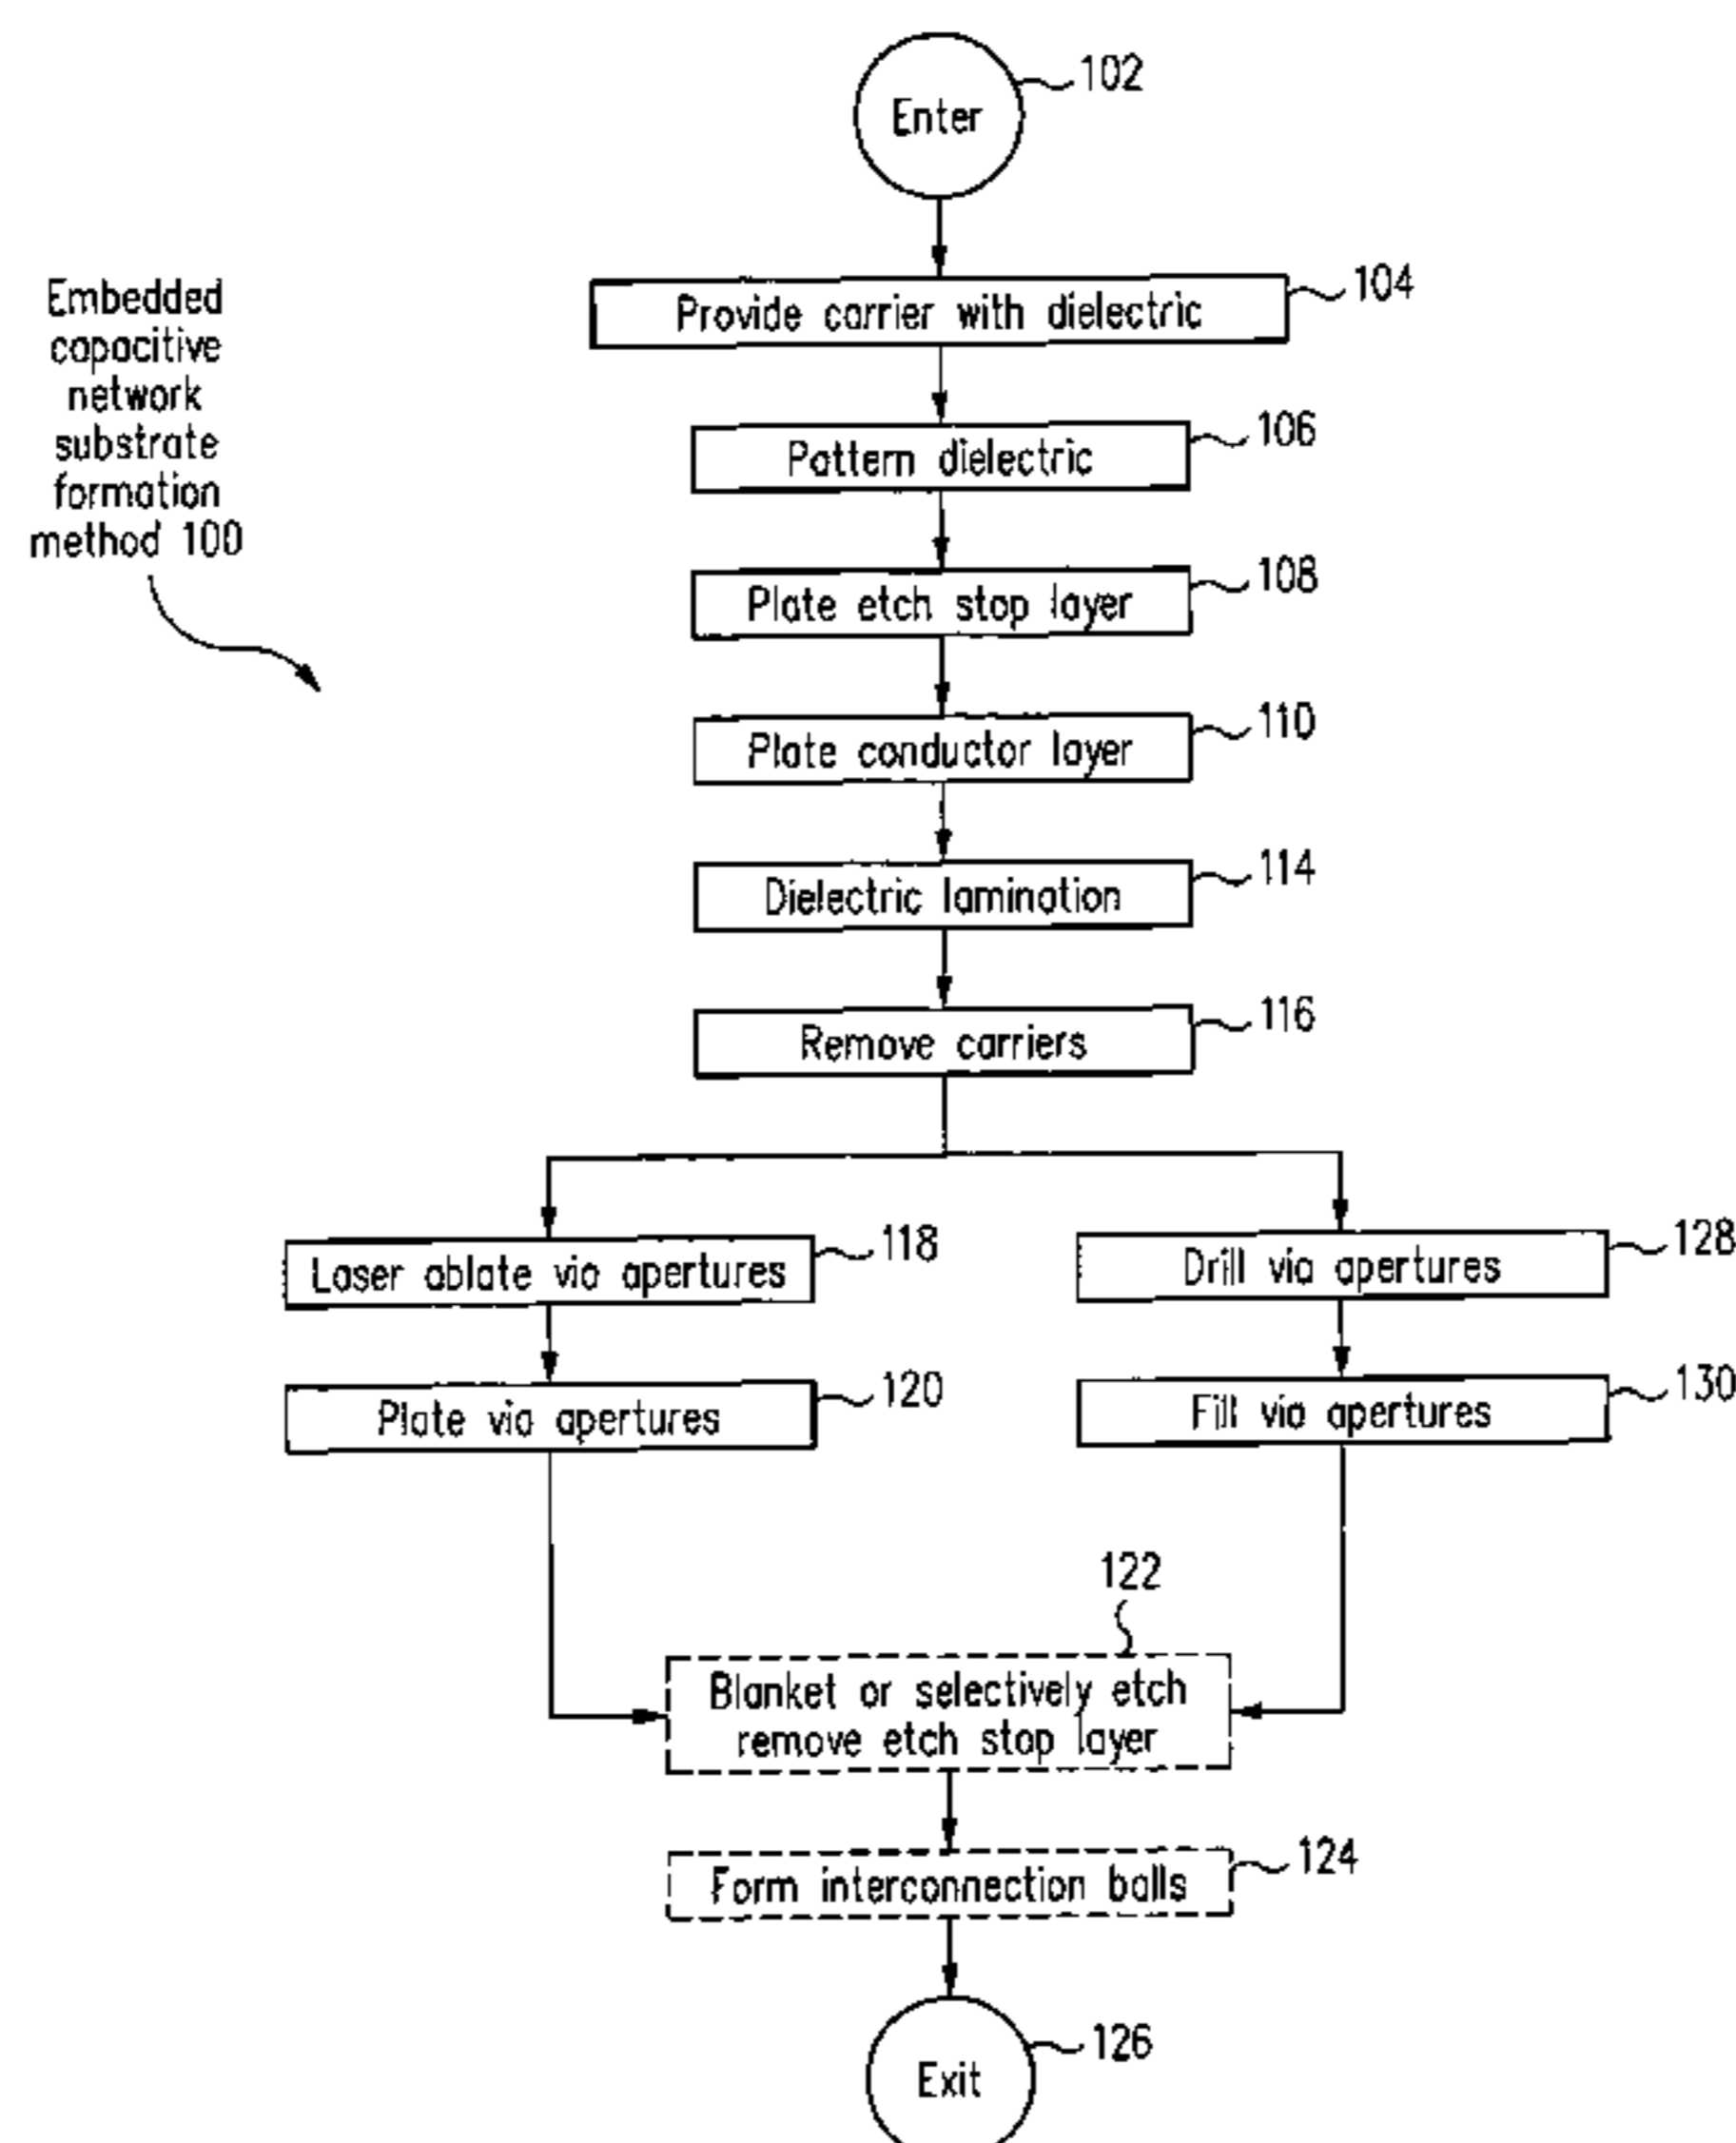 Enter
102
Provide carrier with dielectric
104
Embedded
capacitive
network
substrate
formation
method 100
Pattern dielectric
106
Plate etch stop layer
108
Plate conductor layer
110
Dielectric lamination
114
Remove carriers
116
Laser ablate via apertures
118
Drill via apertures
128
Plate via apertures
120
Fill via apertures
130
122
Blanket or selectively etch
remove etch stop layer
Form interconnection balls
124
Exit
126